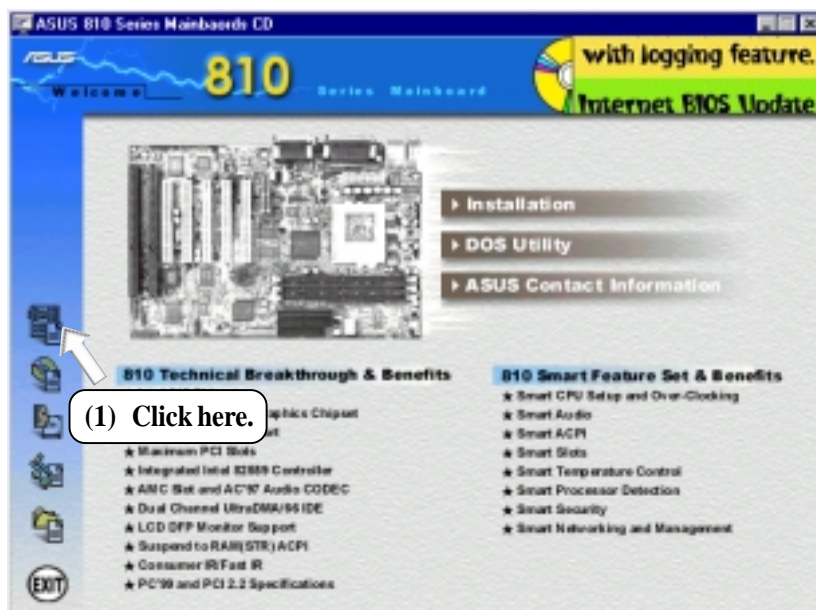 ASUS 810 Series Mainbaords CD
ASUS
Welcome
810
Series Mainboard
with logging feature.
Internet BIOS Update
Installation
DOS Utility
ASUS Contact Information
810 Technical Breakthrough & Benefits
(1) Click here.
aphics Chipset
★ Maximum PCI Slots
★ Integrated Intel Controller
★ AMC Slot and AC'97 Audio CODEC
★ Dual Channel UltraDMA/66 IDE
★ LCD DFP Monitor Support
★ Suspend to RAM(STR) ACPI
★ Consumer IR/Fast IR
★ PC'99 and PCI 2.2 Specifications
810 Smart Feature Set & Benefits
★ Smart CPU Setup and Over-Clocking
★ Smart Audio
★ Smart ACPI
★ Smart Slots
★ Smart Temperature Control
★ Smart Processor Detection
★ Smart Security
★ Smart Networking and Management
EXIT